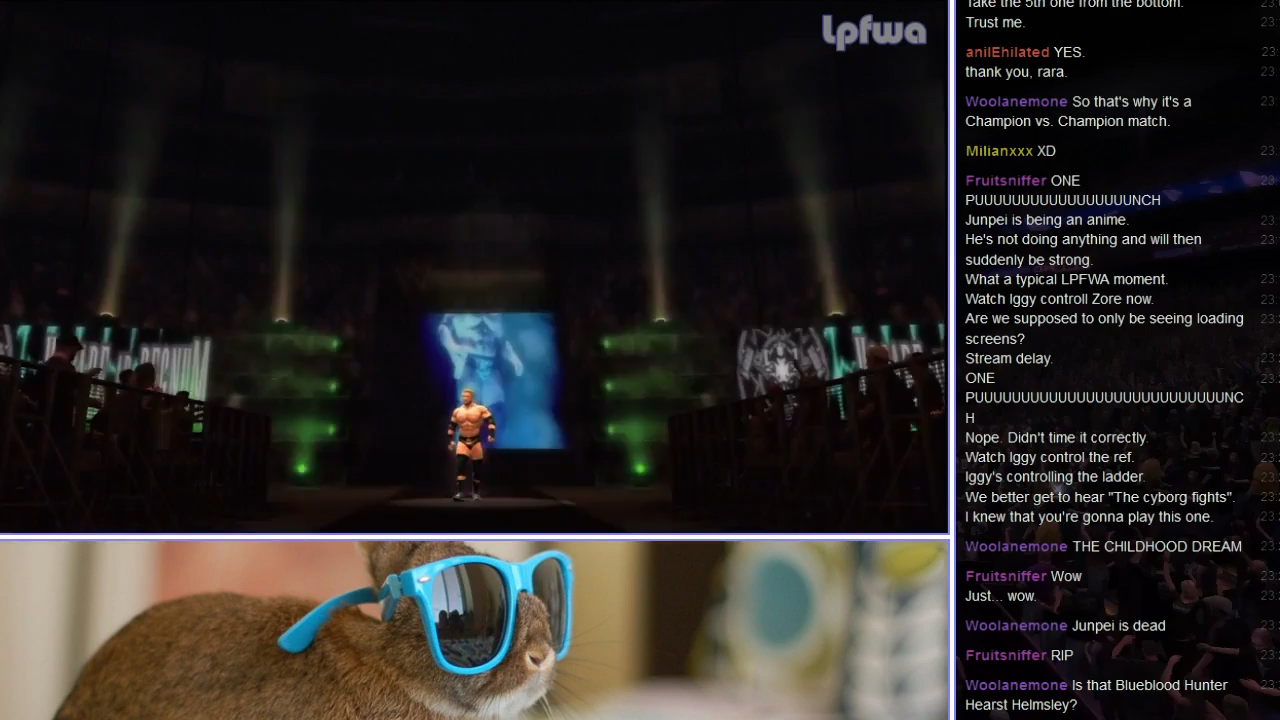 lpfwa
Take the 5th one from the bottom.
Trust me.
anilEhilated YES.
thank you, rara.
Woolanemone So that's why it's a
Champion vs. Champion match.
Milianxxx XD
Fruitsniffer ONE
PUUUUUUUUUUUUUUUUUNCH
Junpei is being an anime.
He's not doing anything and will then
suddenly be strong.
What a typical LPFWA moment.
Watch Iggy controll Zore now.
Are we supposed to only be seeing loading
screens?
Stream delay.
ONE
PUUUUUUUUUUUUUUUUUUUUUUUUUUNC
H
Nope. Didn't time it correctly.
Watch Iggy control the ref.
Iggy's controlling the ladder.
We better get to hear "The cyborg fights".
I knew that you're gonna play this one.
Woolanemone THE CHILDHOOD DREAM
Fruitsniffer Wow
Just... wow.
Woolanemone Junpei is dead
Fruitsniffer RIP
Woolanemone Is that Blueblood Hunter
Hearst Helmsley?